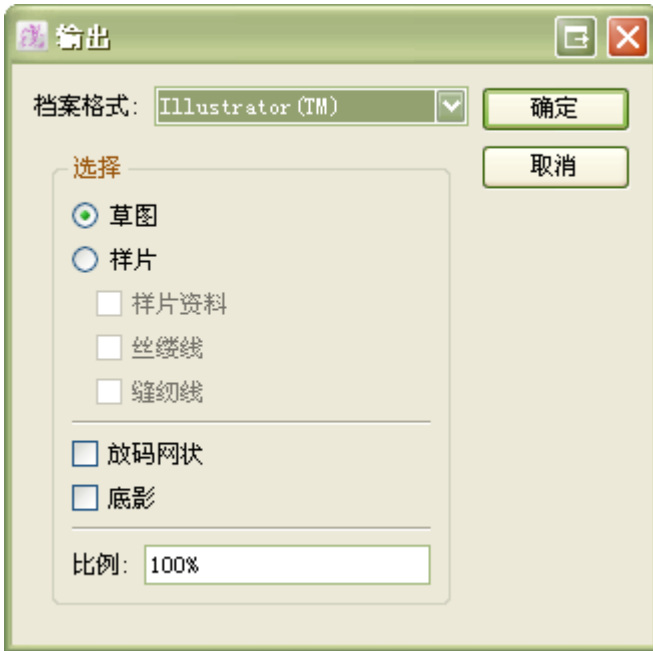 输出
档案格式: Illustrator(TM)
确定
取消
选择
草图
样片
样片资料
丝缕线
缝纫线
放码网状
底影
比例: 100%